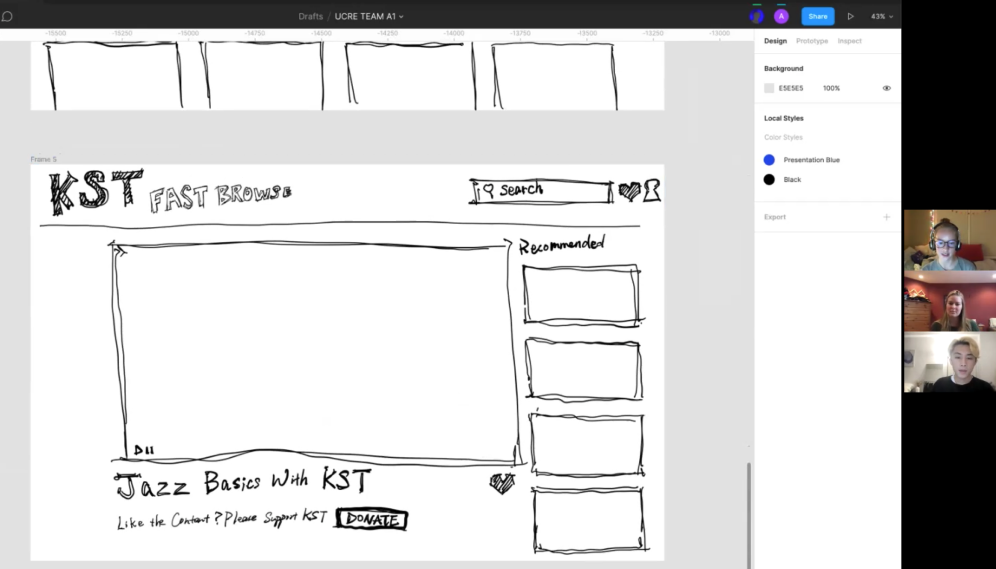 Drafts / UCRE TEAM A1
A
Share
43%
-15500 -15250 -15000 -14750 -14500 -14250 -14000 -13750 -13500 -13250 -13000
Design Prototype Inspect
Background
E5E5E5 100%
Local Styles
Color Styles
Presentation Blue
Black
Export
Frame 5
KST FAST BROWSE
Search
Recommended
Jazz Basics With KST
Like the Content? Please Support KST DONATE